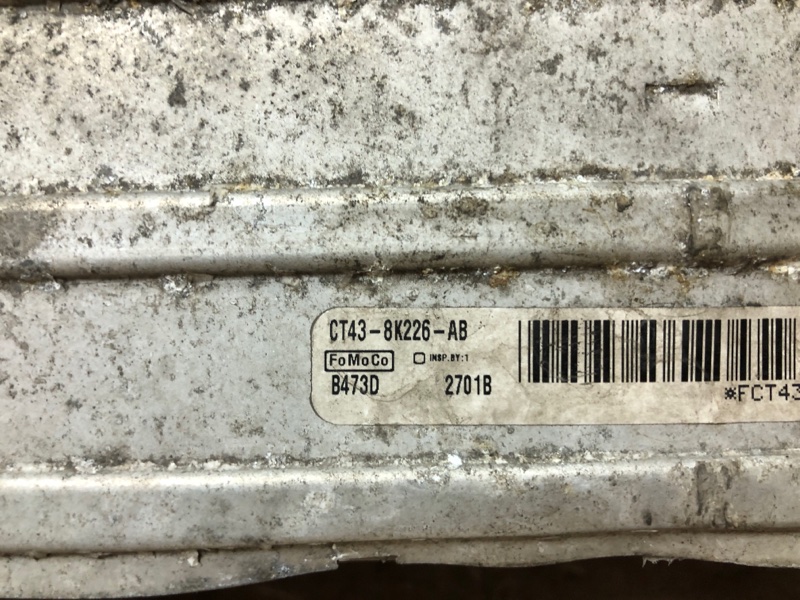 CT43-8K226-AB
FoMoCo INSP.BY:1
B473D 2701B
*FCT43